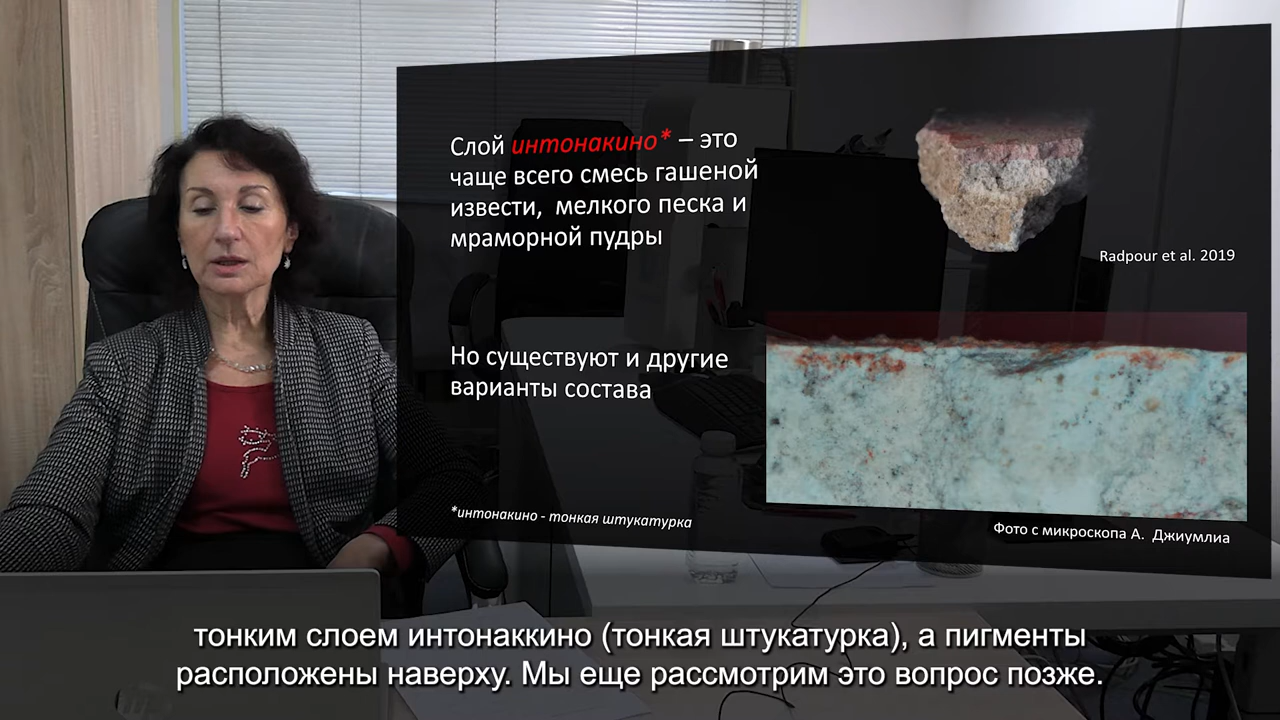 Слой интонакино* – это
чаще всего смесь гашеной
извести, мелкого песка и
мраморной пудры
Radpour et al. 2019
Но существуют и другие
варианты состава
*интонакино - тонкая штукатурка
Фото с микроскопа А. Джиумлиа
тонким слоем интонаккино (тонкая штукатурка), а пигменты
расположены наверху. Мы еще рассмотрим это вопрос позже.